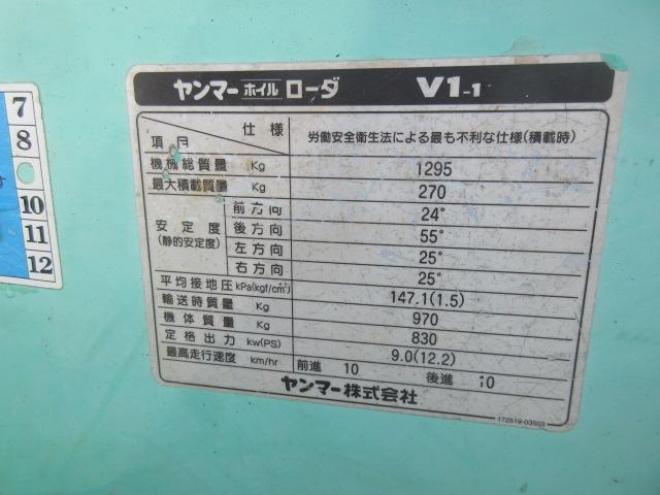 ヤンマーホイルローダ V1-1
仕様
項目
労働安全衛生法による最も不利な仕様(積載時)
機械総質量 Kg 1295
最大積載質量 Kg 270
安定度
(静的安定度)
前方向 24°
後方向 55°
左方向 25°
右方向 25°
平均接地圧 kPa(kgf/cm²) 147.1(1.5)
輸送時質量 Kg 970
機体質量 Kg 830
定格出力 kw(PS) 9.0(12.2)
最高走行速度 km/hr 前進 10 後進 10
ヤンマー株式会社
7
8
10
11
12